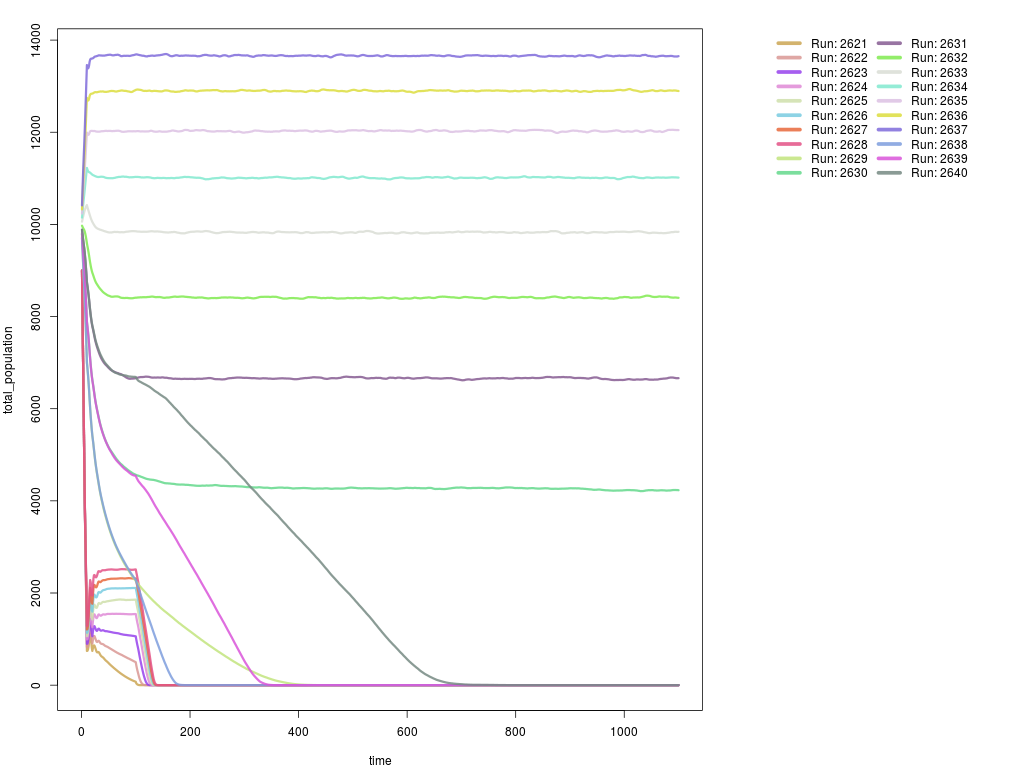 14000
12000
10000
8000
6000
4000
2000
0
total_population
0 200 400 600 800 1000
time
Run: 2621 Run: 2631
Run: 2622 Run: 2632
Run: 2623 Run: 2633
Run: 2624 Run: 2634
Run: 2625 Run: 2635
Run: 2626 Run: 2636
Run: 2627 Run: 2637
Run: 2628 Run: 2638
Run: 2629 Run: 2639
Run: 2630 Run: 2640